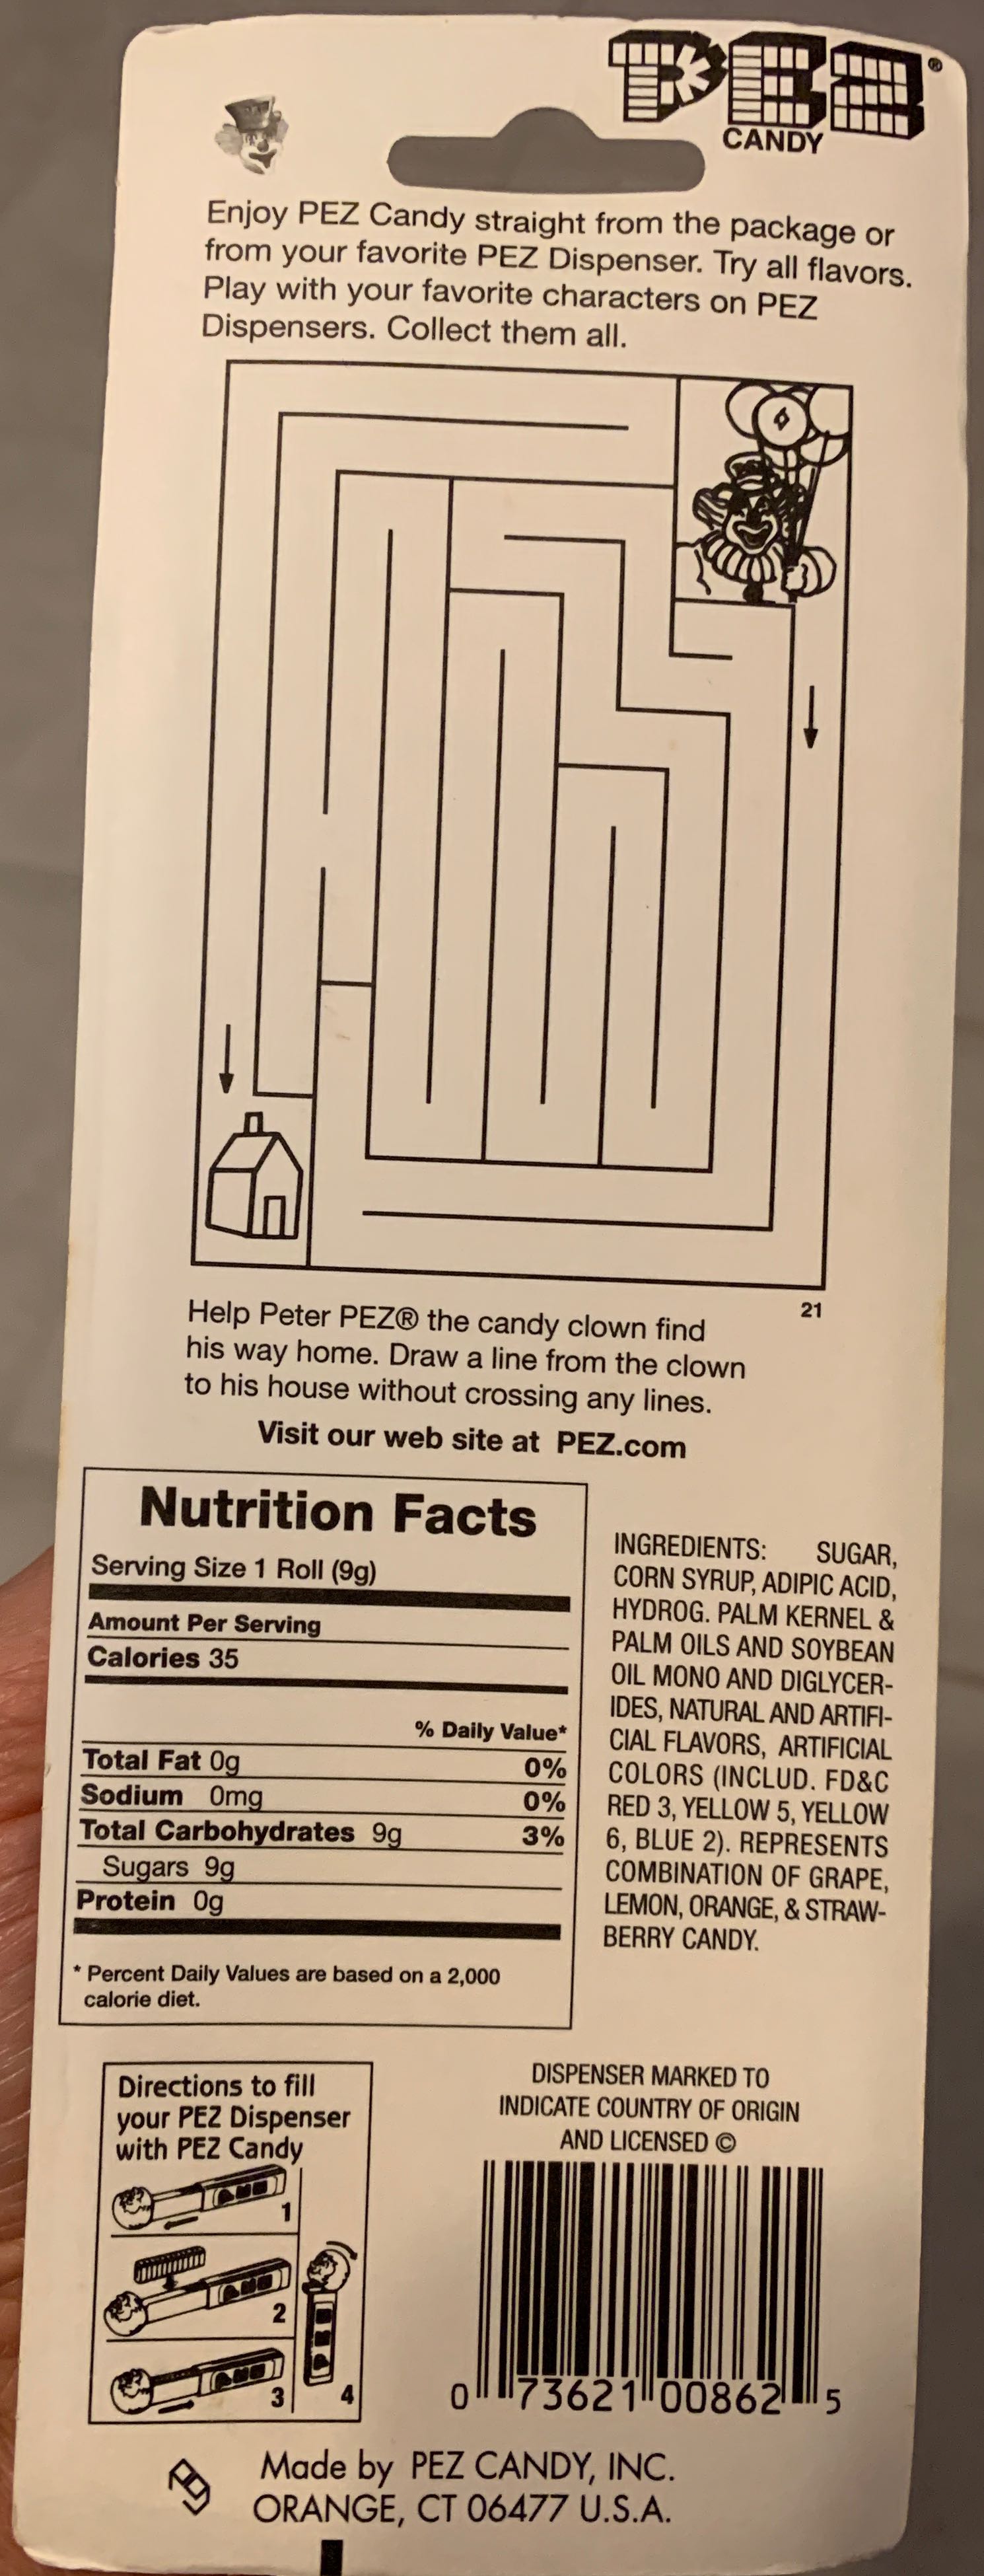 PEZ®
CANDY
Enjoy PEZ Candy straight from the package or
from your favorite PEZ Dispenser. Try all flavors.
Play with your favorite characters on PEZ
Dispensers. Collect them all.
21
Help Peter PEZ® the candy clown find
his way home. Draw a line from the clown
to his house without crossing any lines.
Visit our web site at PEZ.com
Nutrition Facts
Serving Size 1 Roll (9g)
Amount Per Serving
Calories 35
% Daily Value*
Total Fat 0g 0%
Sodium 0mg 0%
Total Carbohydrates 9g 3%
Sugars 9g
Protein 0g
* Percent Daily Values are based on a 2,000
calorie diet.
INGREDIENTS: SUGAR,
CORN SYRUP, ADIPIC ACID,
HYDROG. PALM KERNEL &
PALM OILS AND SOYBEAN
OIL MONO AND DIGLYCER-
IDES, NATURAL AND ARTIFI-
CIAL FLAVORS, ARTIFICIAL
COLORS (INCLUD. FD&C
RED 3, YELLOW 5, YELLOW
6, BLUE 2). REPRESENTS
COMBINATION OF GRAPE,
LEMON, ORANGE, & STRAW-
BERRY CANDY.
Directions to fill
your PEZ Dispenser
with PEZ Candy
1
2
3
4
DISPENSER MARKED TO
INDICATE COUNTRY OF ORIGIN
AND LICENSED ©
0 73621 00862 5
Made by PEZ CANDY, INC.
ORANGE, CT 06477 U.S.A.